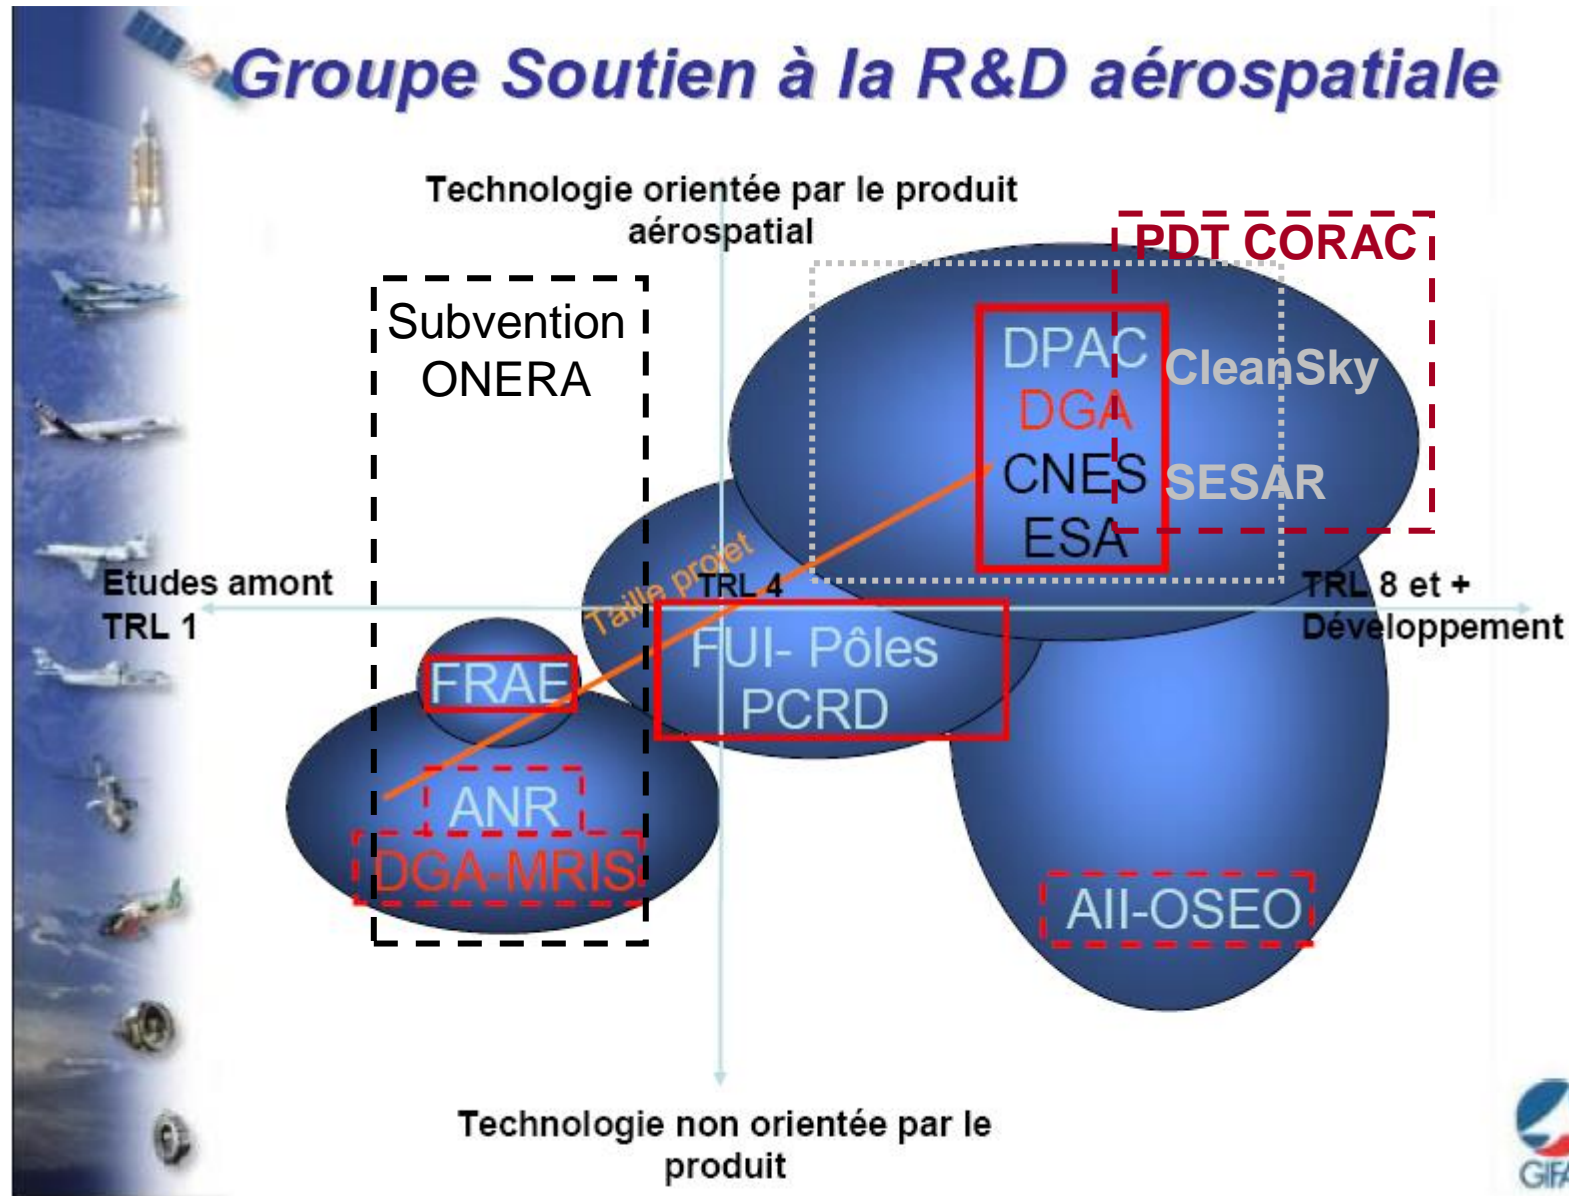 Groupe Soutien à la R&D aérospatiale
Technologie orientée par le produit
aérospatial
PDT CORAC
Subvention
ONERA
DPAC
CleanSky
DGA
CNES
SESAR
ESA
Taille projet
Etudes amont
TRL 1
TRL 4
TRL 8 et +
Développement
FUI- Pôles
PCRD
FRAE
ANR
DGA-MRIS
AII-OSEO
Technologie non orientée par le
produit